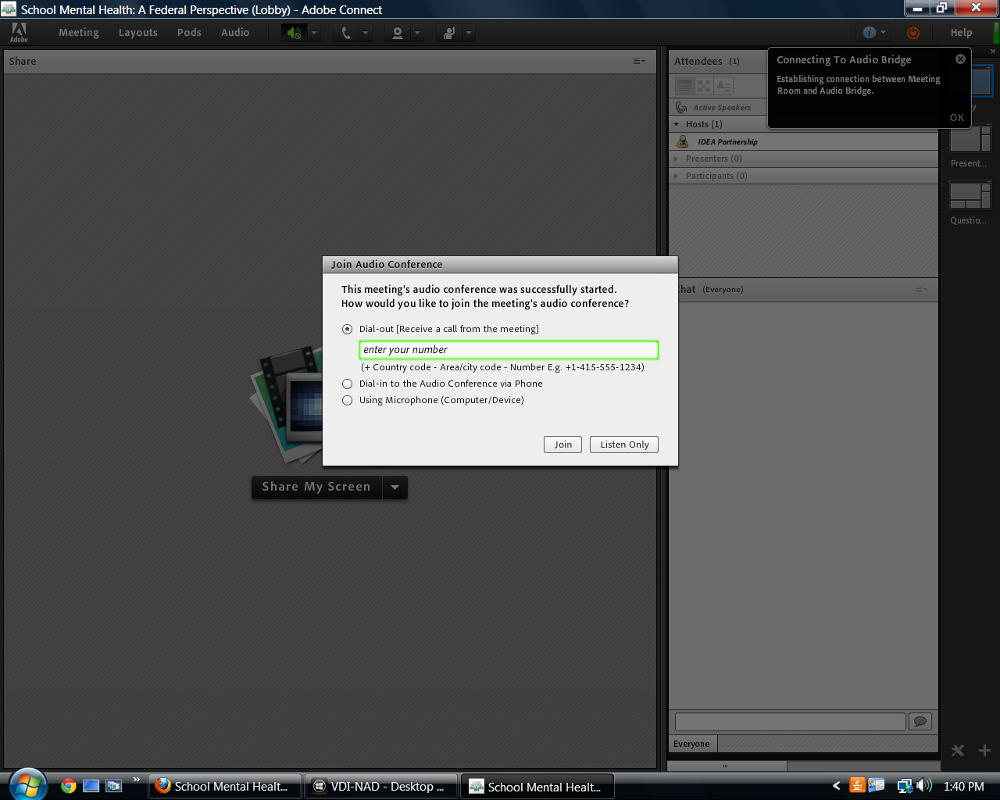 School Mental Health: A Federal Perspective (Lobby) - Adobe Connect
Adobe
Meeting Layouts Pods Audio Help
Share
Attendees (1)
Connecting To Audio Bridge
Establishing connection between Meeting
Room and Audio Bridge.
OK
Active Speakers
Hosts (1)
IDEA Partnership
Presenters (0)
Participants (0)
Present...
Questio...
Join Audio Conference
This meeting's audio conference was successfully started.
How would you like to join the meeting's audio conference?
Dial-out [Receive a call from the meeting]
enter your number
(+ Country code - Area/city code - Number E.g. +1-415-555-1234)
Dial-in to the Audio Conference via Phone
Using Microphone (Computer/Device)
Join Listen Only
Share My Screen
(Everyone)
Everyone
School Mental Healt... VDI-NAD - Desktop ... School Mental Healt... 1:40 PM